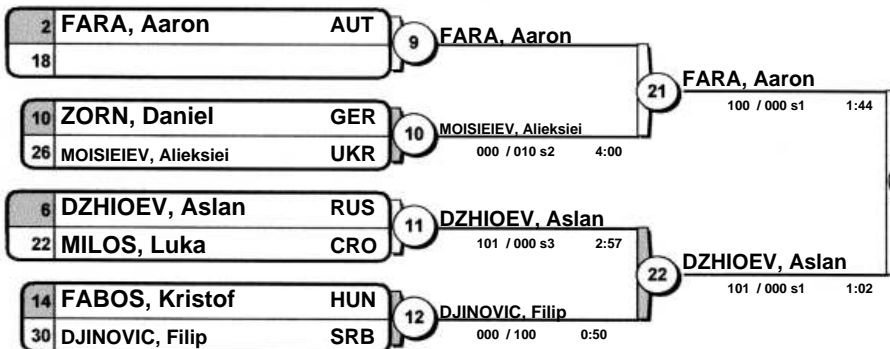 2 FARA, Aaron AUT
18
9 FARA, Aaron
10 ZORN, Daniel GER
26 MOISIEIEV, Alieksiei UKR
10 MOISIEIEV, Alieksiei
000 / 010 s2 4:00
21 FARA, Aaron
100 / 000 s1 1:44
6 DZHIOEV, Aslan RUS
22 MILOS, Luka CRO
11 DZHIOEV, Aslan
101 / 000 s3 2:57
14 FABOS, Kristof HUN
30 DJINOVIC, Filip SRB
12 DJINOVIC, Filip
000 / 100 0:50
22 DZHIOEV, Aslan
101 / 000 s1 1:02